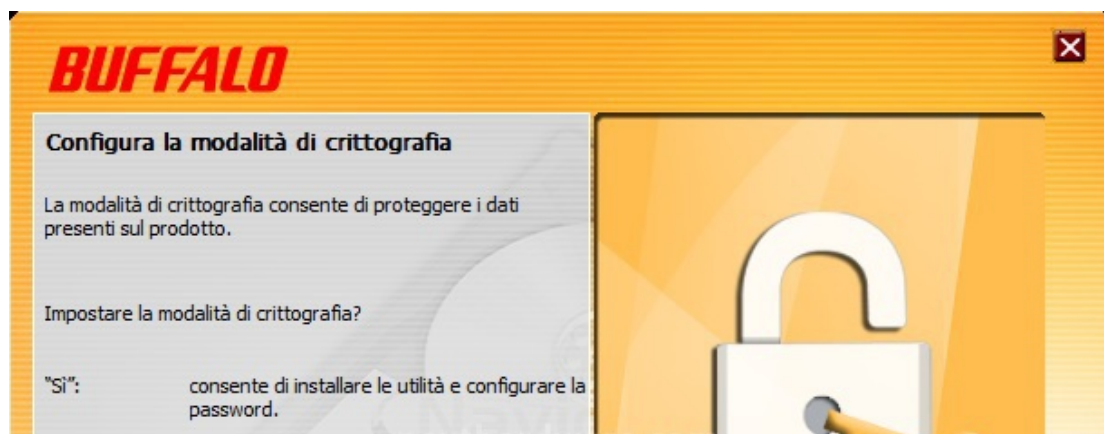 BUFFALO
Configura la modalità di crittografia
La modalità di crittografia consente di proteggere i dati
presenti sul prodotto.
Impostare la modalità di crittografia?
"Sì": consente di installare le utilità e configurare la
password.